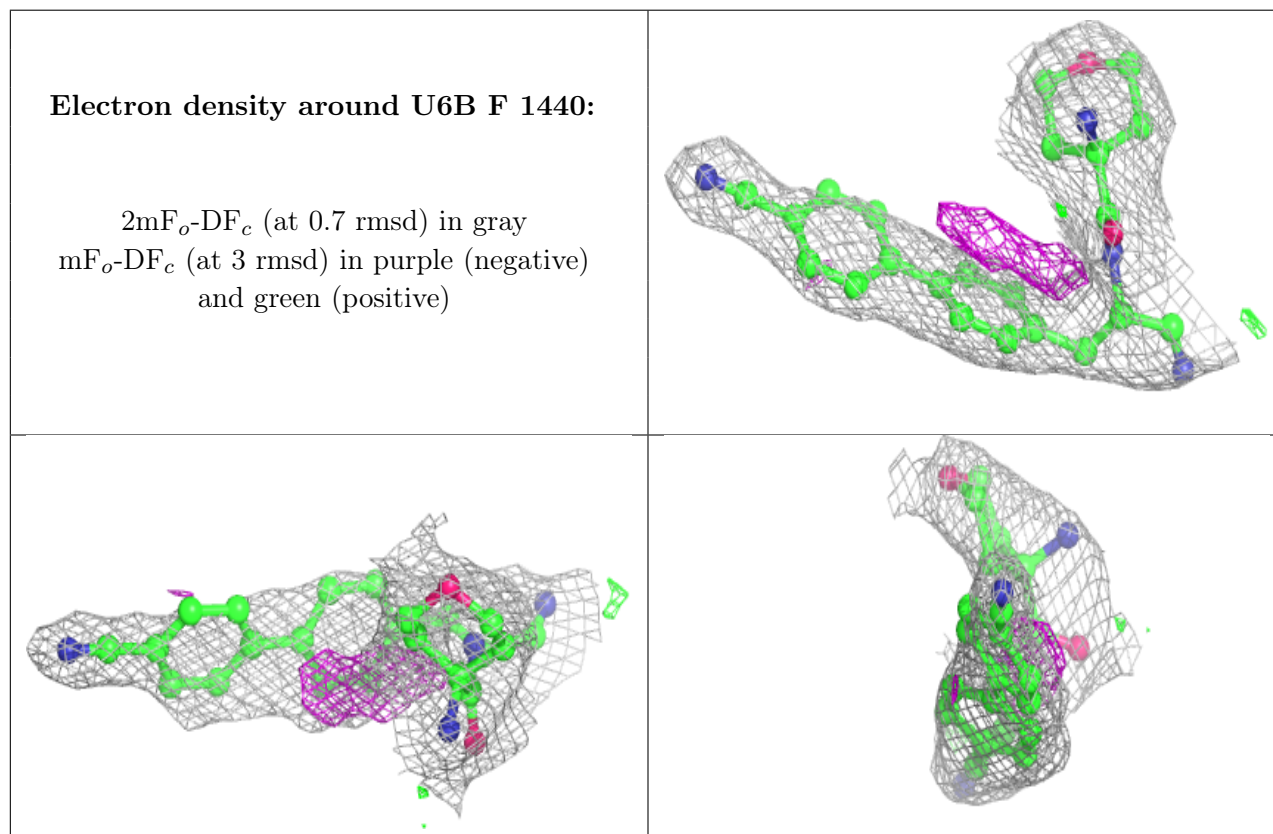 Electron density around U6B F 1440:
2mFo-DFc (at 0.7 rmsd) in gray
mFo-DFc (at 3 rmsd) in purple (negative)
and green (positive)